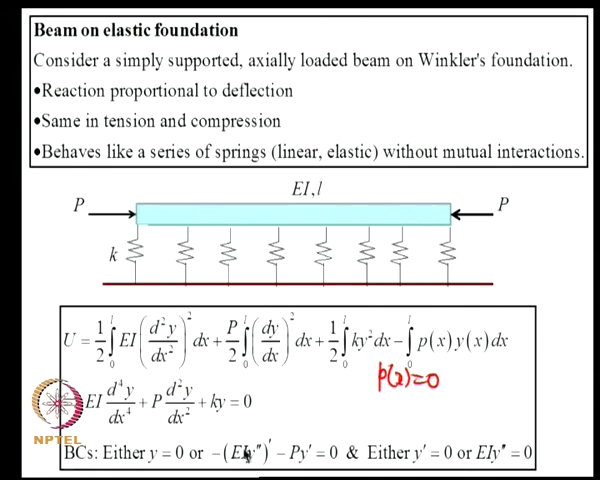 Beam on elastic foundation
Consider a simply supported, axially loaded beam on Winkler's foundation.
•Reaction proportional to deflection
•Same in tension and compression
•Behaves like a series of springs (linear, elastic) without mutual interactions.
EI, l
P
P
k
U = 1/2 ∫₀ˡ EI (d²y/dx²)² dx + P/2 ∫₀ˡ (dy/dx)² dx + 1/2 ∫₀ˡ ky² dx − ∫₀ˡ p(x) y(x) dx
p(x)=0
EI d⁴y/dx⁴ + P d²y/dx² + ky = 0
NPTEL
BCs: Either y = 0 or −(EIy″)′ − Py′ = 0 & Either y′ = 0 or EIy″ = 0